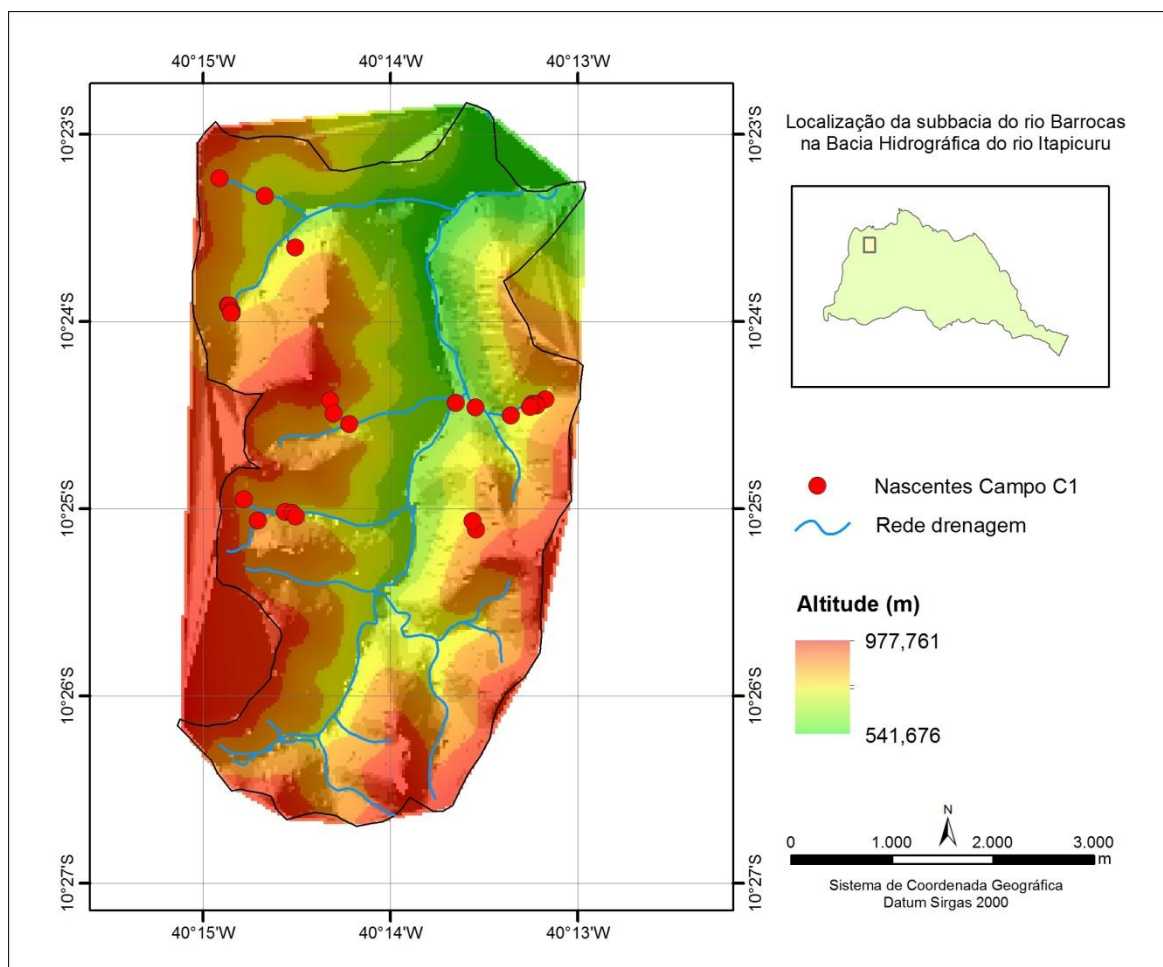 40°15'W
40°14'W
40°13'W
10°23'S
10°24'S
10°25'S
10°26'S
10°27'S
10°23'S
10°24'S
10°25'S
10°26'S
10°27'S
40°15'W
40°14'W
40°13'W
Localização da subbacia do rio Barrocas
na Bacia Hidrográfica do rio Itapicuru
Nascentes Campo C1
Rede drenagem
Altitude (m)
977,761
541,676
N
0 1.000 2.000 3.000
m
Sistema de Coordenada Geográfica
Datum Sirgas 2000